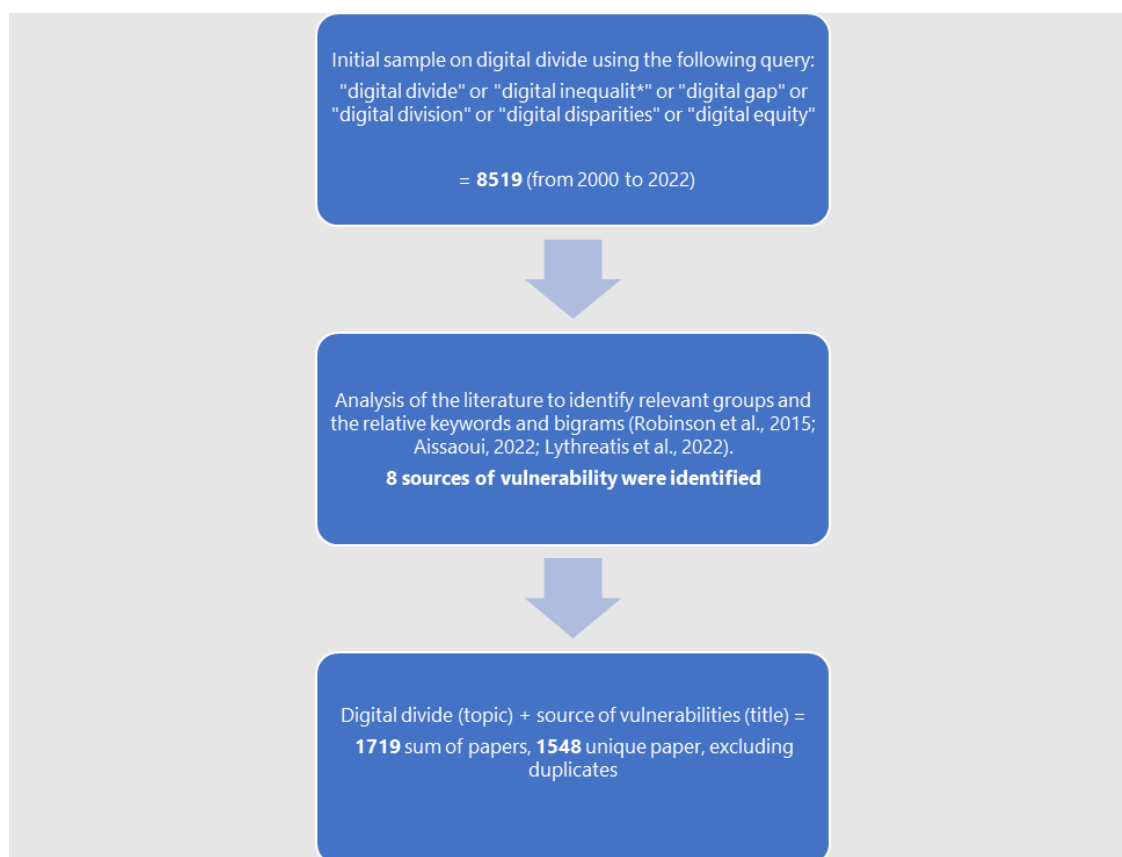 Initial sample on digital divide using the following query:
"digital divide" or "digital inequalit*" or "digital gap" or
"digital division" or "digital disparities" or "digital equity"
= 8519 (from 2000 to 2022)
Analysis of the literature to identify relevant groups and
the relative keywords and bigrams (Robinson et al., 2015;
Aissaoui, 2022; Lythreatis et al., 2022).
8 sources of vulnerability were identified
Digital divide (topic) + source of vulnerabilities (title) =
1719 sum of papers, 1548 unique paper, excluding
duplicates